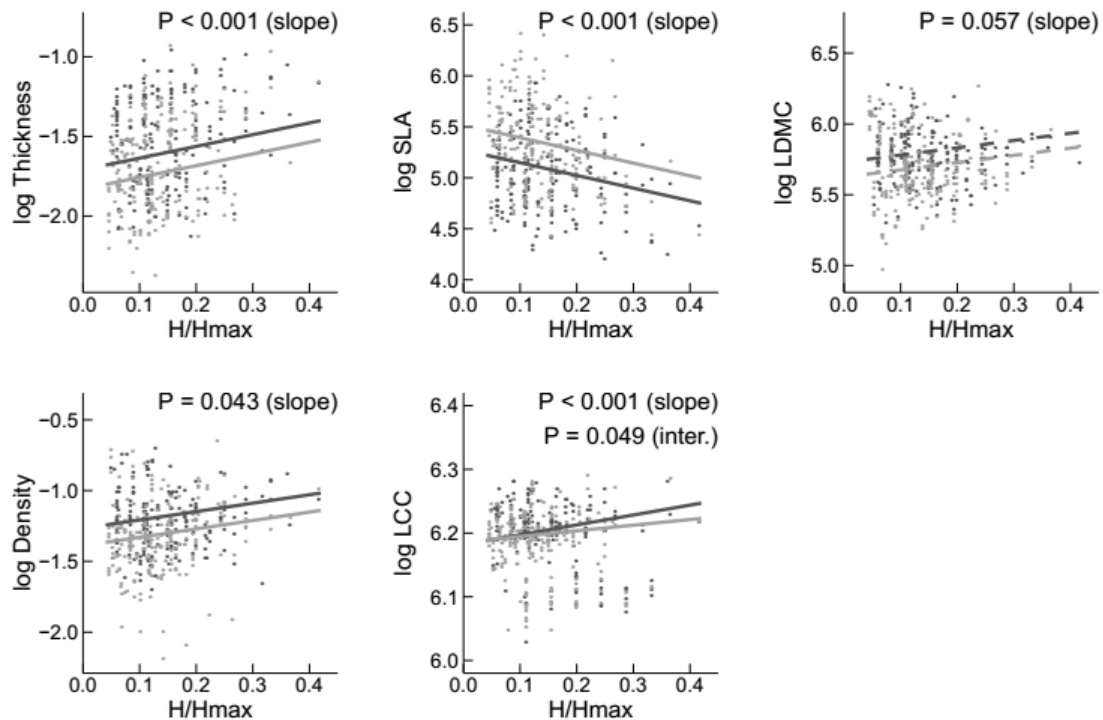 P < 0.001 (slope)
log Thickness
−1.0
−1.5
−2.0
0.0 0.1 0.2 0.3 0.4
H/Hmax
P < 0.001 (slope)
log SLA
6.5
6.0
5.5
5.0
4.5
4.0
0.0 0.1 0.2 0.3 0.4
H/Hmax
P = 0.057 (slope)
log LDMC
6.5
6.0
5.5
5.0
0.0 0.1 0.2 0.3 0.4
H/Hmax
P = 0.043 (slope)
log Density
−0.5
−1.0
−1.5
−2.0
0.0 0.1 0.2 0.3 0.4
H/Hmax
P < 0.001 (slope)
P = 0.049 (inter.)
log LCC
6.4
6.3
6.2
6.1
6.0
0.0 0.1 0.2 0.3 0.4
H/Hmax